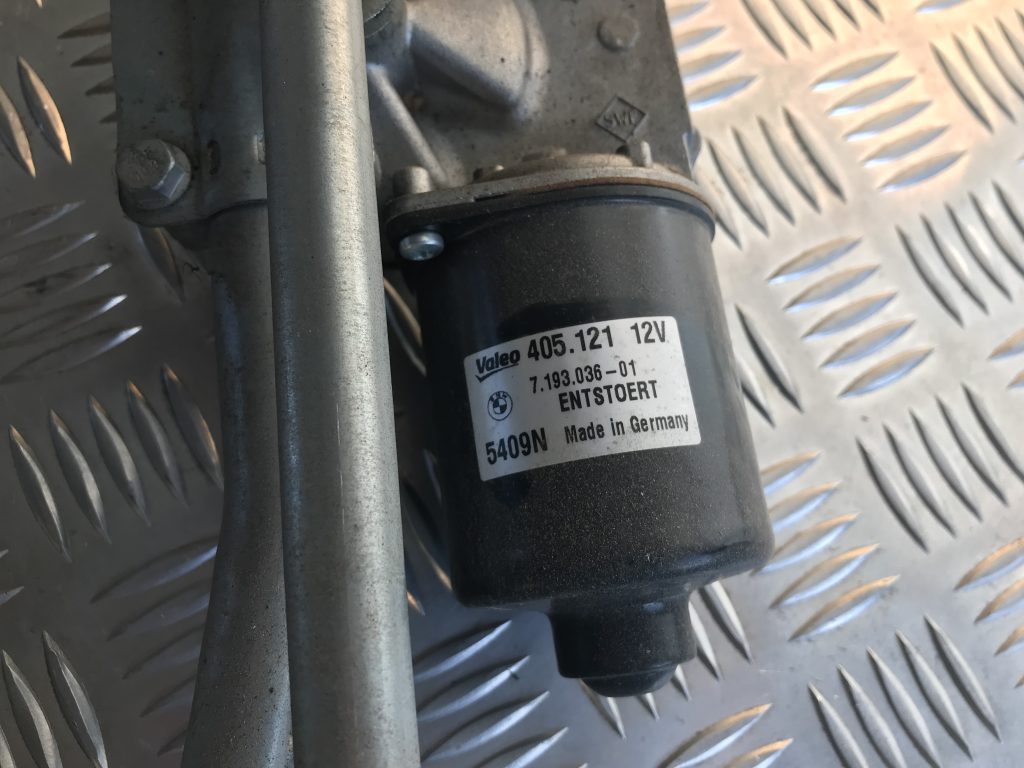 Valeo 405.121 12V
7.193.036-01
ENTSTOERT
5409N Made in Germany